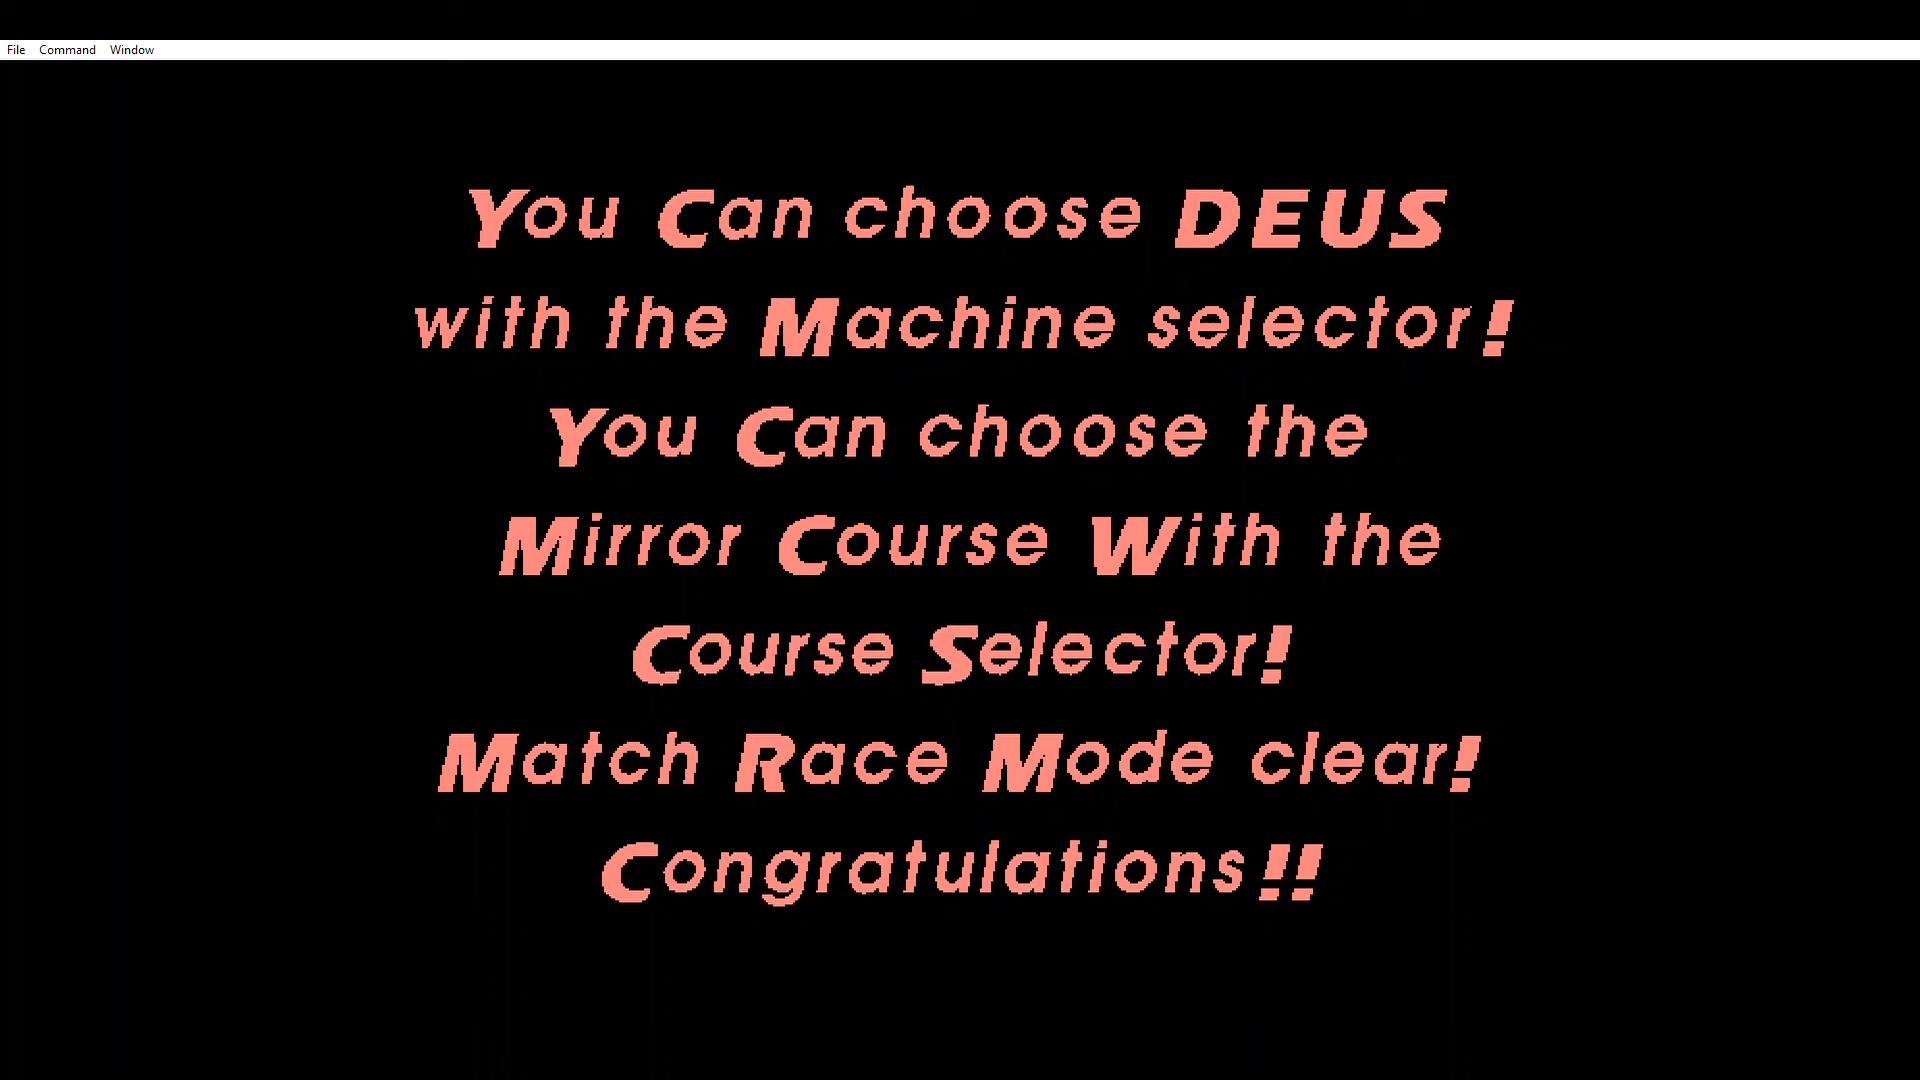 File Command Window
You Can choose DEUS
with the Machine selector!
You Can choose the
Mirror Course With the
Course Selector!
Match Race Mode clear!
Congratulations!!